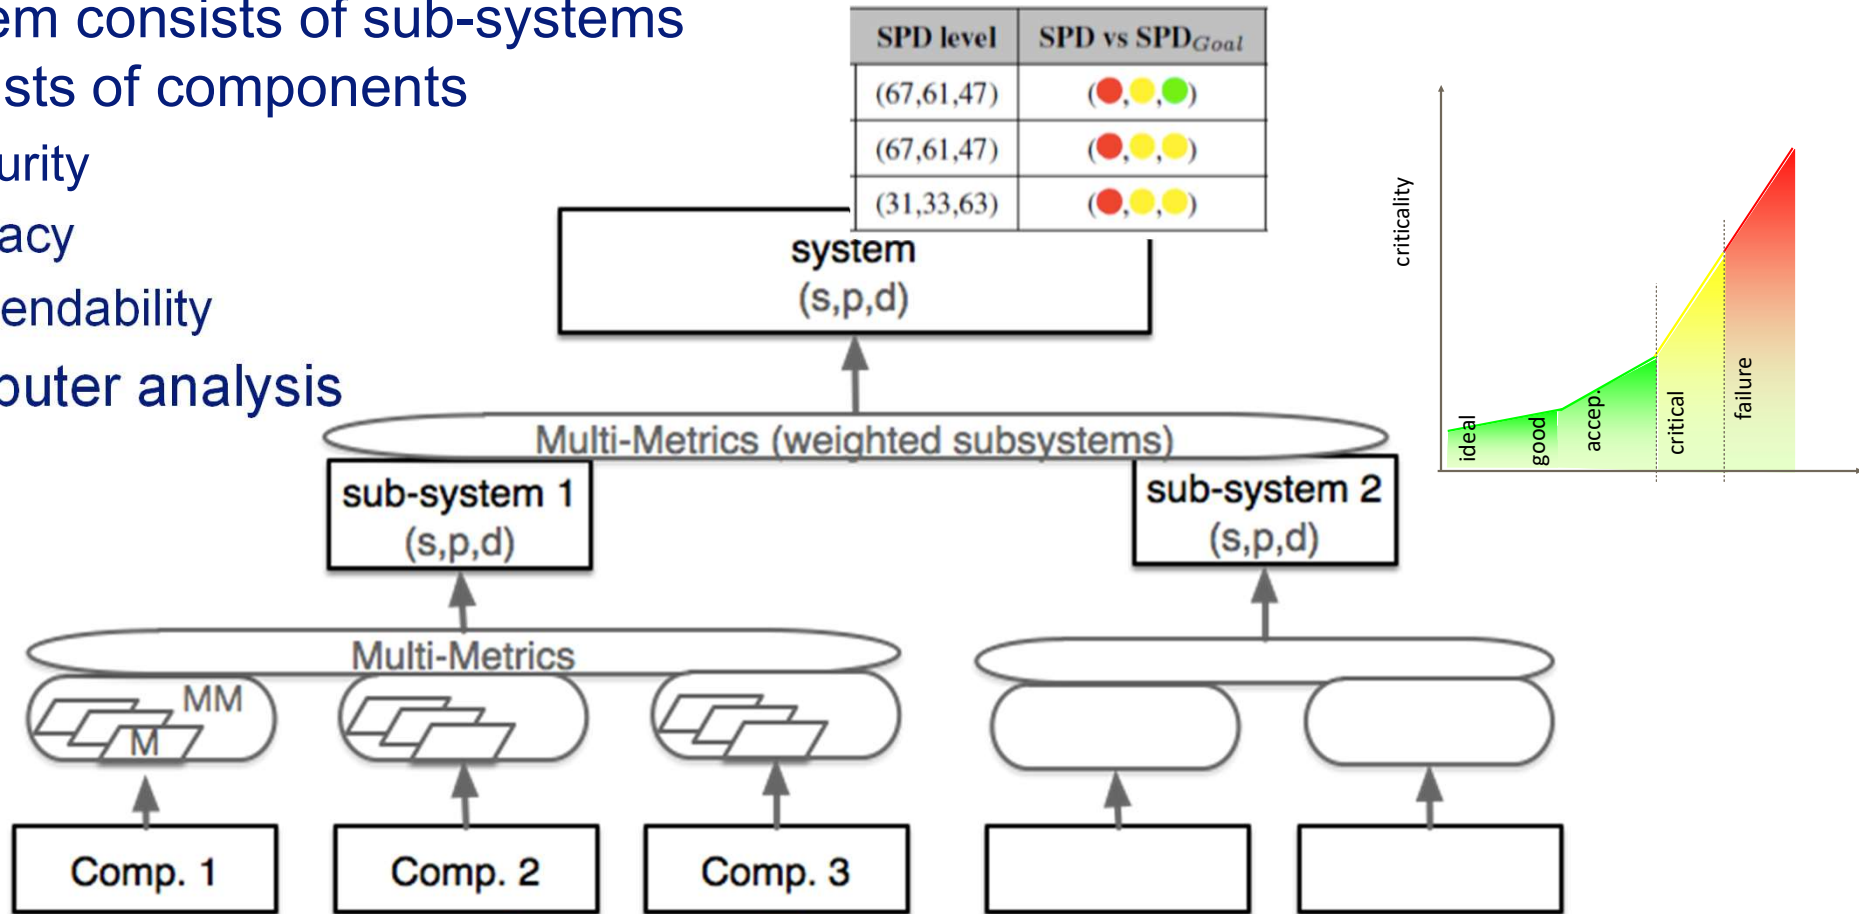 em consists of sub-systems
sts of components
urity
acy
endability
puter analysis
SPD level SPD vs SPD_Goal
(67,61,47) (●,●,●)
(67,61,47) (●,●,●)
(31,33,63) (●,●,●)
system
(s,p,d)
Multi-Metrics (weighted subsystems)
sub-system 1
(s,p,d)
sub-system 2
(s,p,d)
Multi-Metrics
MM
M
Comp. 1
Comp. 2
Comp. 3
criticality
ideal
good
accep.
critical
failure